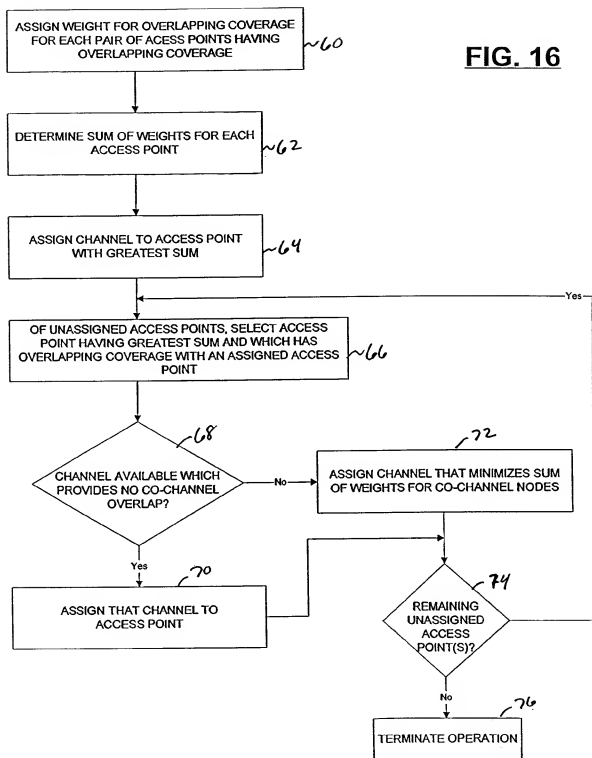 ASSIGN WEIGHT FOR OVERLAPPING COVERAGE
FOR EACH PAIR OF ACESS POINTS HAVING
OVERLAPPING COVERAGE
~60
FIG. 16
DETERMINE SUM OF WEIGHTS FOR EACH
ACCESS POINT
~62
ASSIGN CHANNEL TO ACCESS POINT
WITH GREATEST SUM
~64
Yes
OF UNASSIGNED ACCESS POINTS, SELECT ACCESS
POINT HAVING GREATEST SUM AND WHICH HAS
OVERLAPPING COVERAGE WITH AN ASSIGNED ACCESS
POINT
~66
68
CHANNEL AVAILABLE WHICH
PROVIDES NO CO-CHANNEL
OVERLAP?
No
72
ASSIGN CHANNEL THAT MINIMIZES SUM
OF WEIGHTS FOR CO-CHANNEL NODES
Yes
70
ASSIGN THAT CHANNEL TO
ACCESS POINT
74
REMAINING
UNASSIGNED
ACCESS
POINT(S)?
No
76
TERMINATE OPERATION